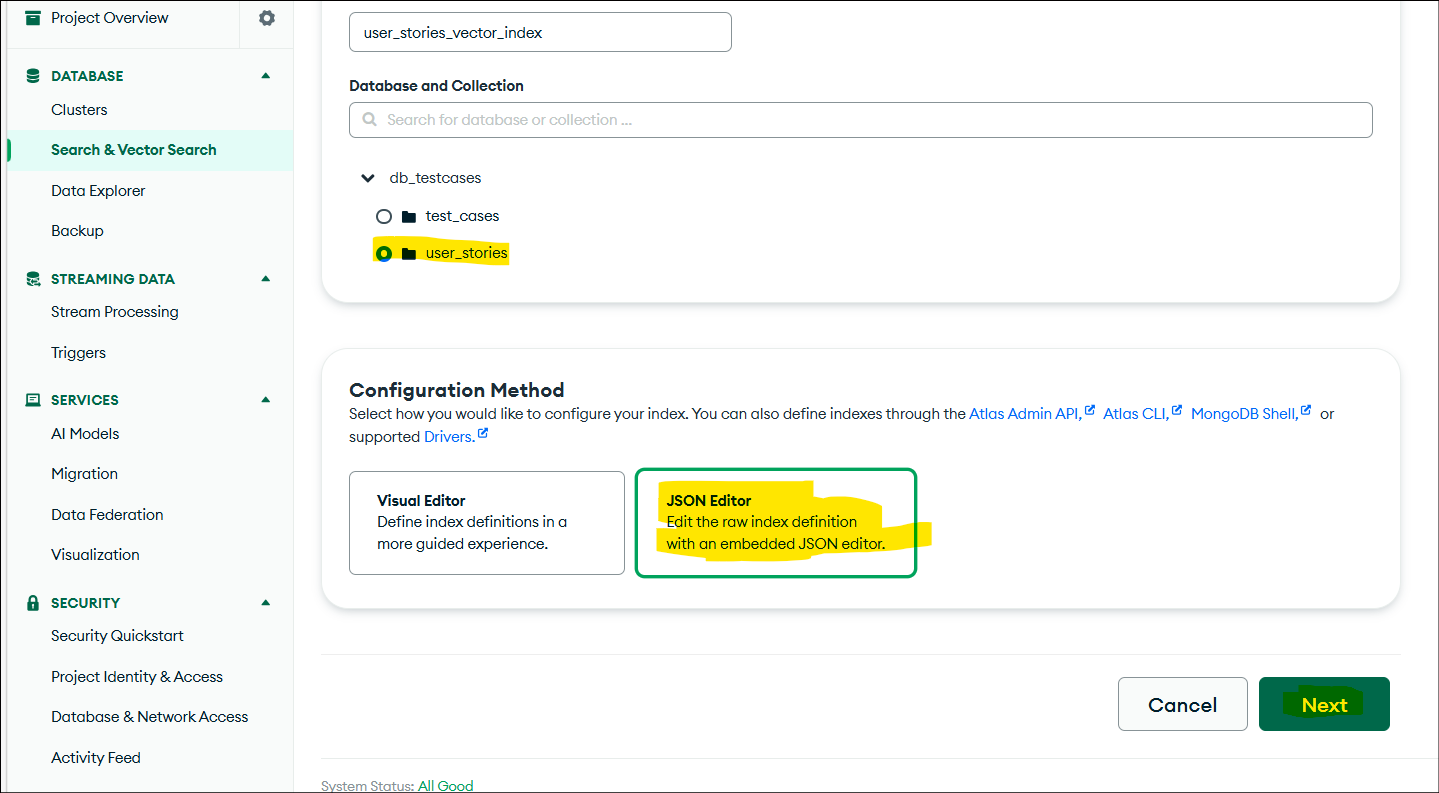 Project Overview
DATABASE
Clusters
Search & Vector Search
Data Explorer
Backup
STREAMING DATA
Stream Processing
Triggers
SERVICES
AI Models
Migration
Data Federation
Visualization
SECURITY
Security Quickstart
Project Identity & Access
Database & Network Access
Activity Feed
user_stories_vector_index
Database and Collection
Search for database or collection ...
db_testcases
test_cases
user_stories
Configuration Method
Select how you would like to configure your index. You can also define indexes through the Atlas Admin API, Atlas CLI, MongoDB Shell, or
supported Drivers.
Visual Editor
Define index definitions in a
more guided experience.
JSON Editor
Edit the raw index definition
with an embedded JSON editor.
Cancel
Next
System Status: All Good